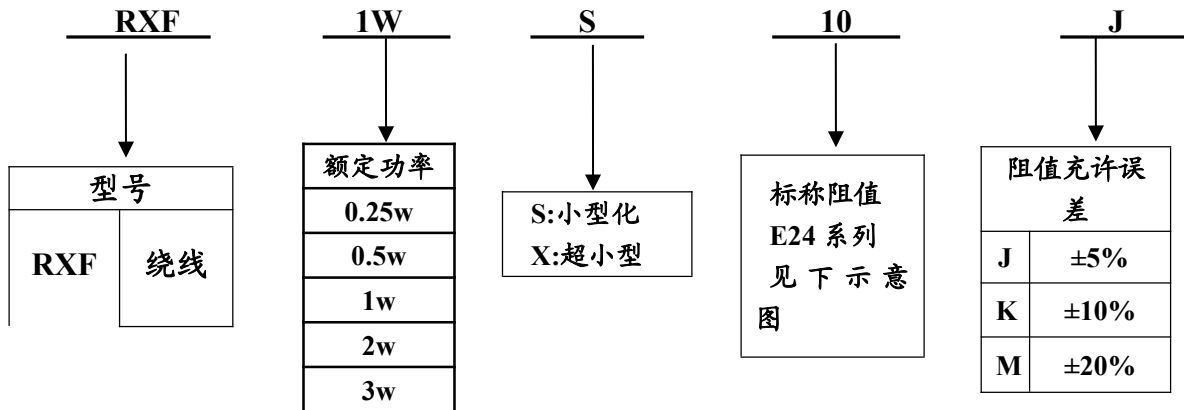 RXF 1W S 10 J
型号
RXF 绕线
额定功率
0.25w
0.5w
1w
2w
3w
S:小型化
X:超小型
标称阻值
E24 系列
见下示意
图
阻值充许误
差
J ±5%
K ±10%
M ±20%